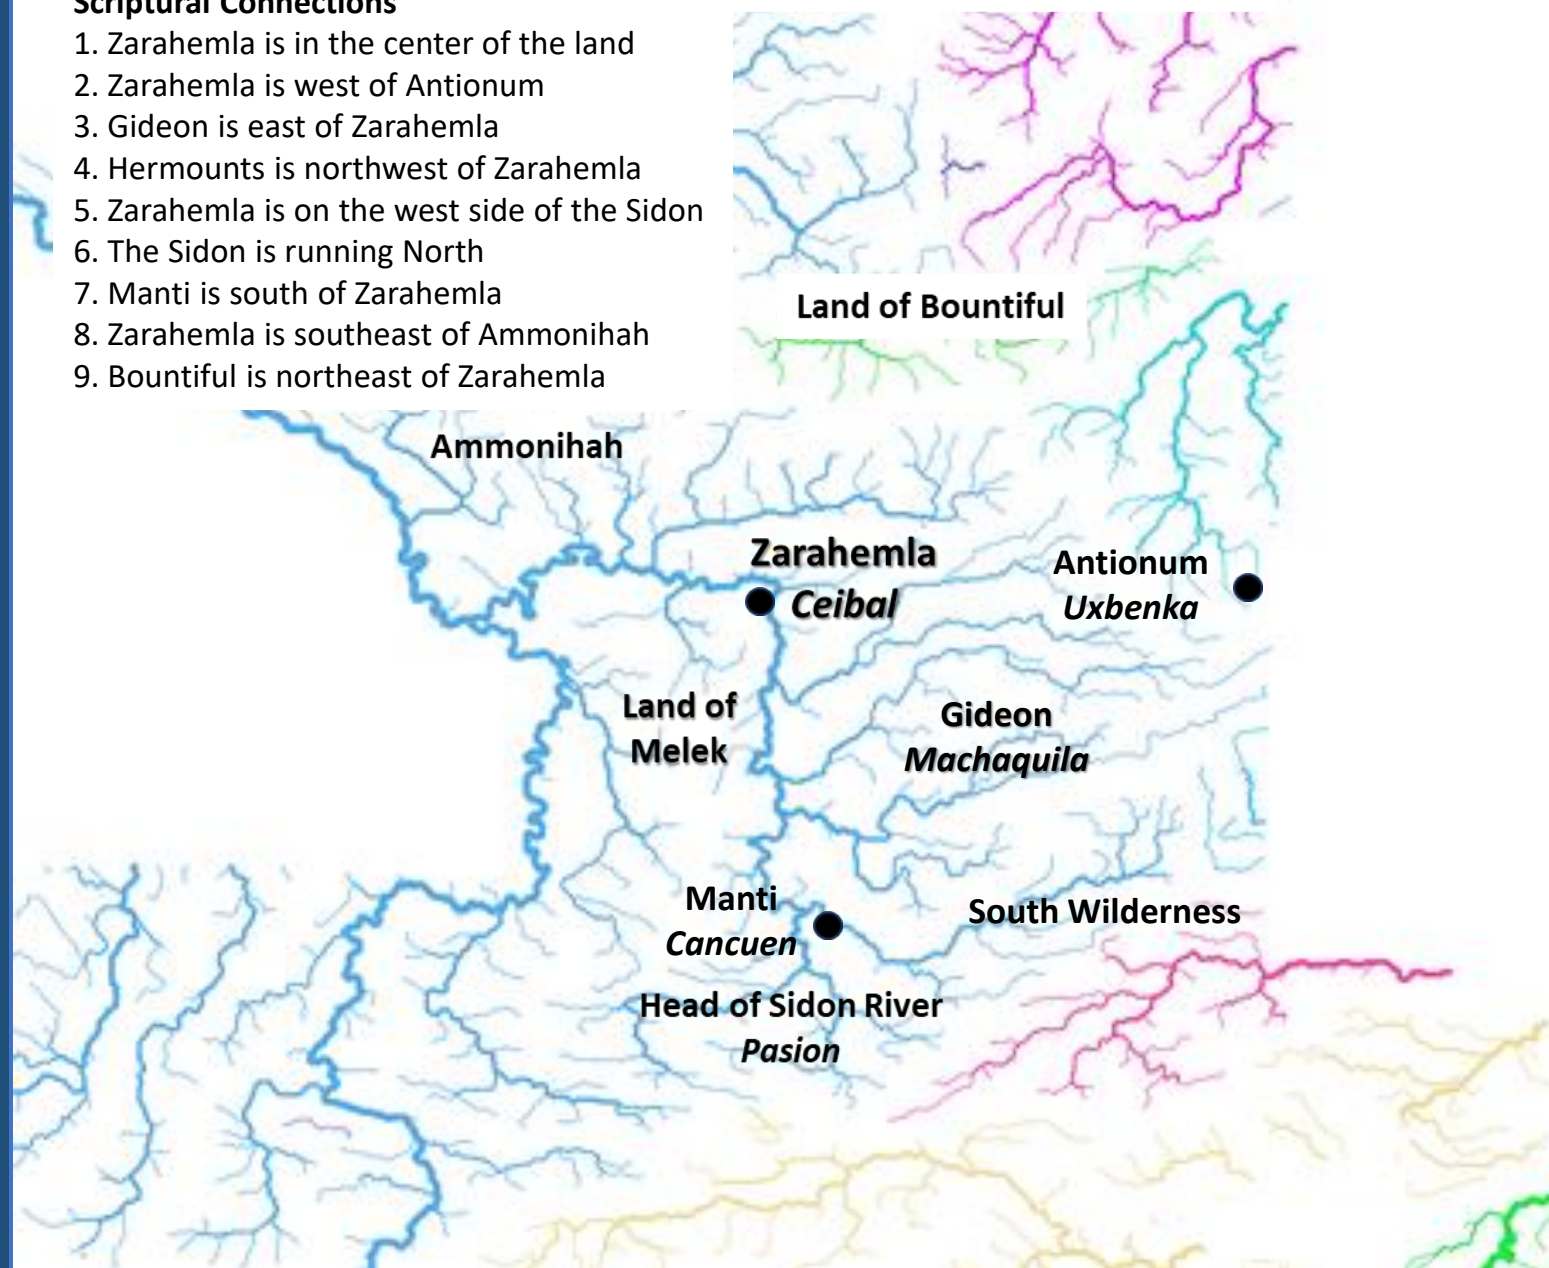 Scriptural Connections
1. Zarahemla is in the center of the land
2. Zarahemla is west of Antionum
3. Gideon is east of Zarahemla
4. Hermounts is northwest of Zarahemla
5. Zarahemla is on the west side of the Sidon
6. The Sidon is running North
7. Manti is south of Zarahemla
8. Zarahemla is southeast of Ammonihah
9. Bountiful is northeast of Zarahemla
Land of Bountiful
Ammonihah
Zarahemla
Ceibal
Antionum
Uxbenka
Land of
Melek
Gideon
Machaquila
Manti
Cancuen
South Wilderness
Head of Sidon River
Pasion